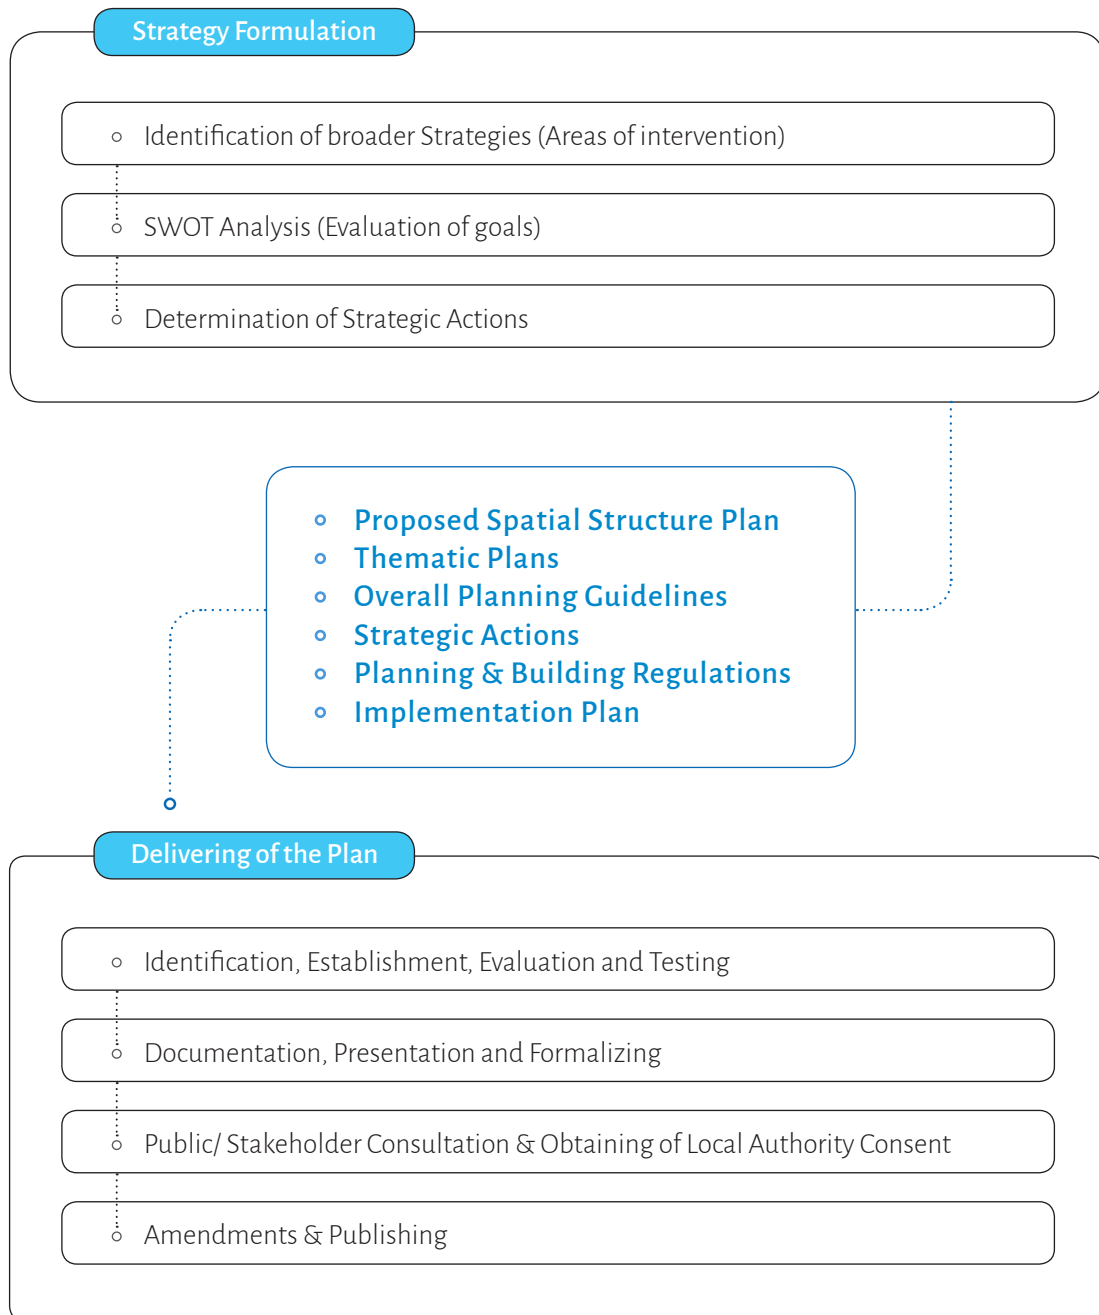 Strategy Formulation
Identification of broader Strategies (Areas of intervention)
SWOT Analysis (Evaluation of goals)
Determination of Strategic Actions
Proposed Spatial Structure Plan
Thematic Plans
Overall Planning Guidelines
Strategic Actions
Planning & Building Regulations
Implementation Plan
Delivering of the Plan
Identification, Establishment, Evaluation and Testing
Documentation, Presentation and Formalizing
Public/ Stakeholder Consultation & Obtaining of Local Authority Consent
Amendments & Publishing